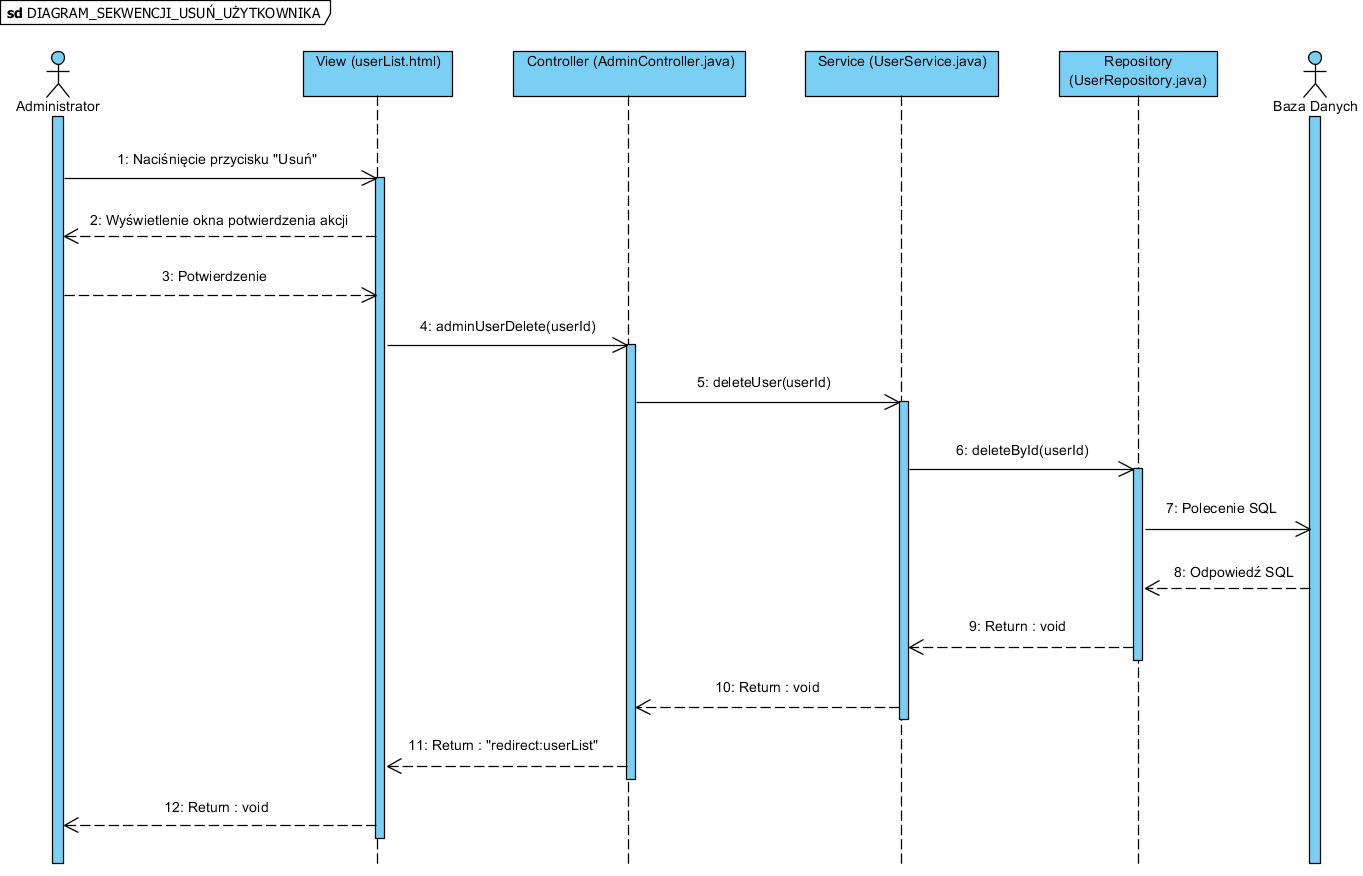 sd DIAGRAM_SEKWENCJI_USUŃ_UŻYTKOWNIKA
Administrator
View (userList.html)
Controller (AdminController.java)
Service (UserService.java)
Repository
(UserRepository.java)
Baza Danych
1: Naciśnięcie przycisku "Usuń"
2: Wyświetlenie okna potwierdzenia akcji
3: Potwierdzenie
4: adminUserDelete(userId)
5: deleteUser(userId)
6: deleteById(userId)
7: Polecenie SQL
8: Odpowiedź SQL
9: Return : void
10: Return : void
11: Return : "redirect:userList"
12: Return : void